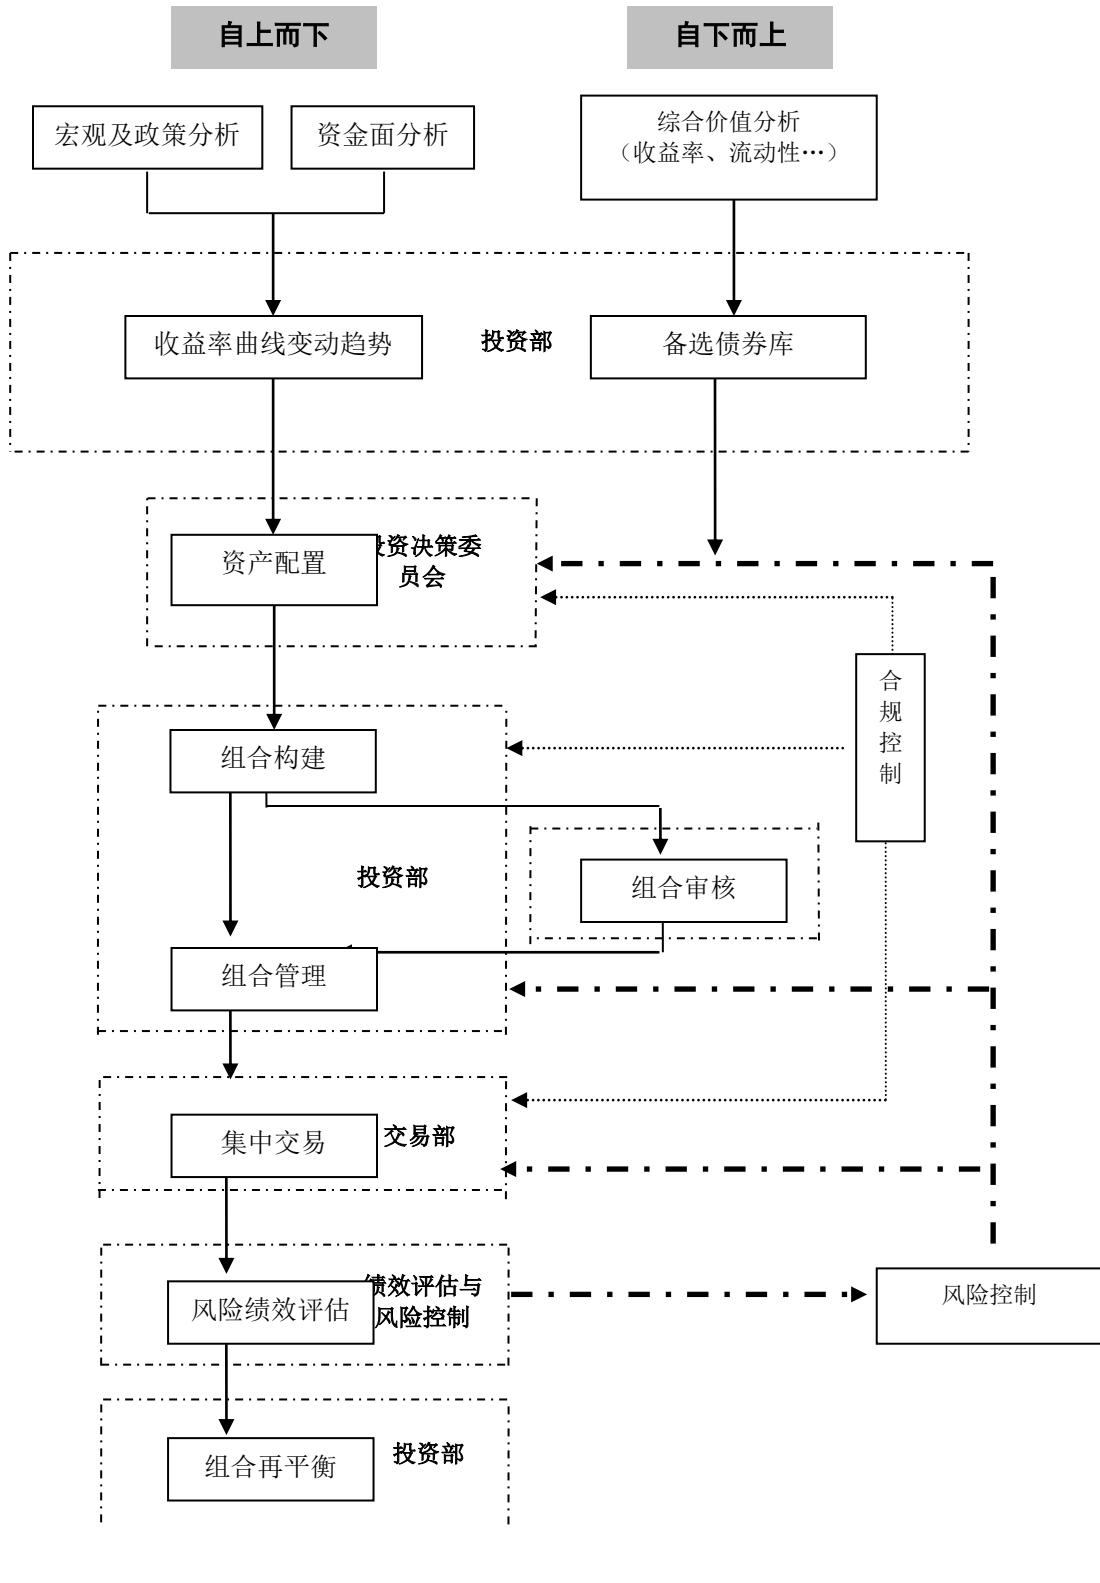 自上而下
自下而上
宏观及政策分析
资金面分析
综合价值分析
（收益率、流动性…）
收益率曲线变动趋势
投资部
备选债券库
资产配置
投资决策委
员会
合
规
控
制
组合构建
投资部
组合审核
组合管理
集中交易
交易部
风险绩效评估
绩效评估与
风险控制
风险控制
组合再平衡
投资部